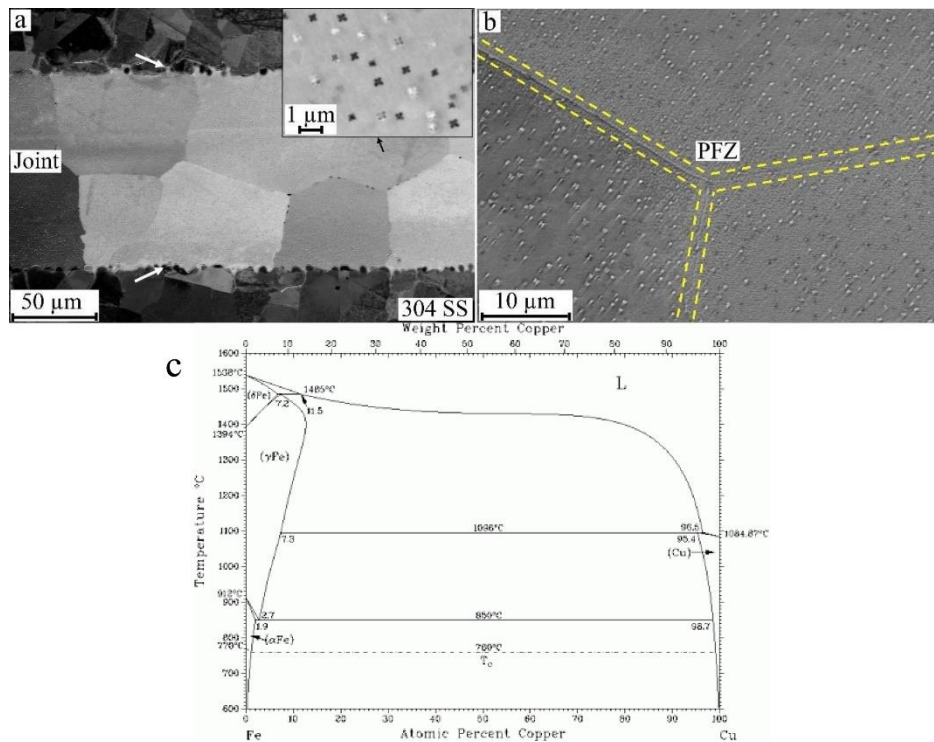 a
1 µm
Joint
50 µm
304 SS
b
PFZ
10 µm
c
Weight Percent Copper
0 10 20 30 40 50 60 70 80 90 100
1600
1500
1400
1300
1200
1100
1000
900
800
700
600
Temperature °C
1538°C
1394°C
912°C
770°C
(δFe)
7.2
1485°C
11.5
L
(γFe)
7.3
1096°C
96.5
95.4
1084.87°C
(Cu)
2.7
1.9
850°C
98.7
(αFe)
T_c
0 10 20 30 40 50 60 70 80 90 100
Fe
Atomic Percent Copper
Cu